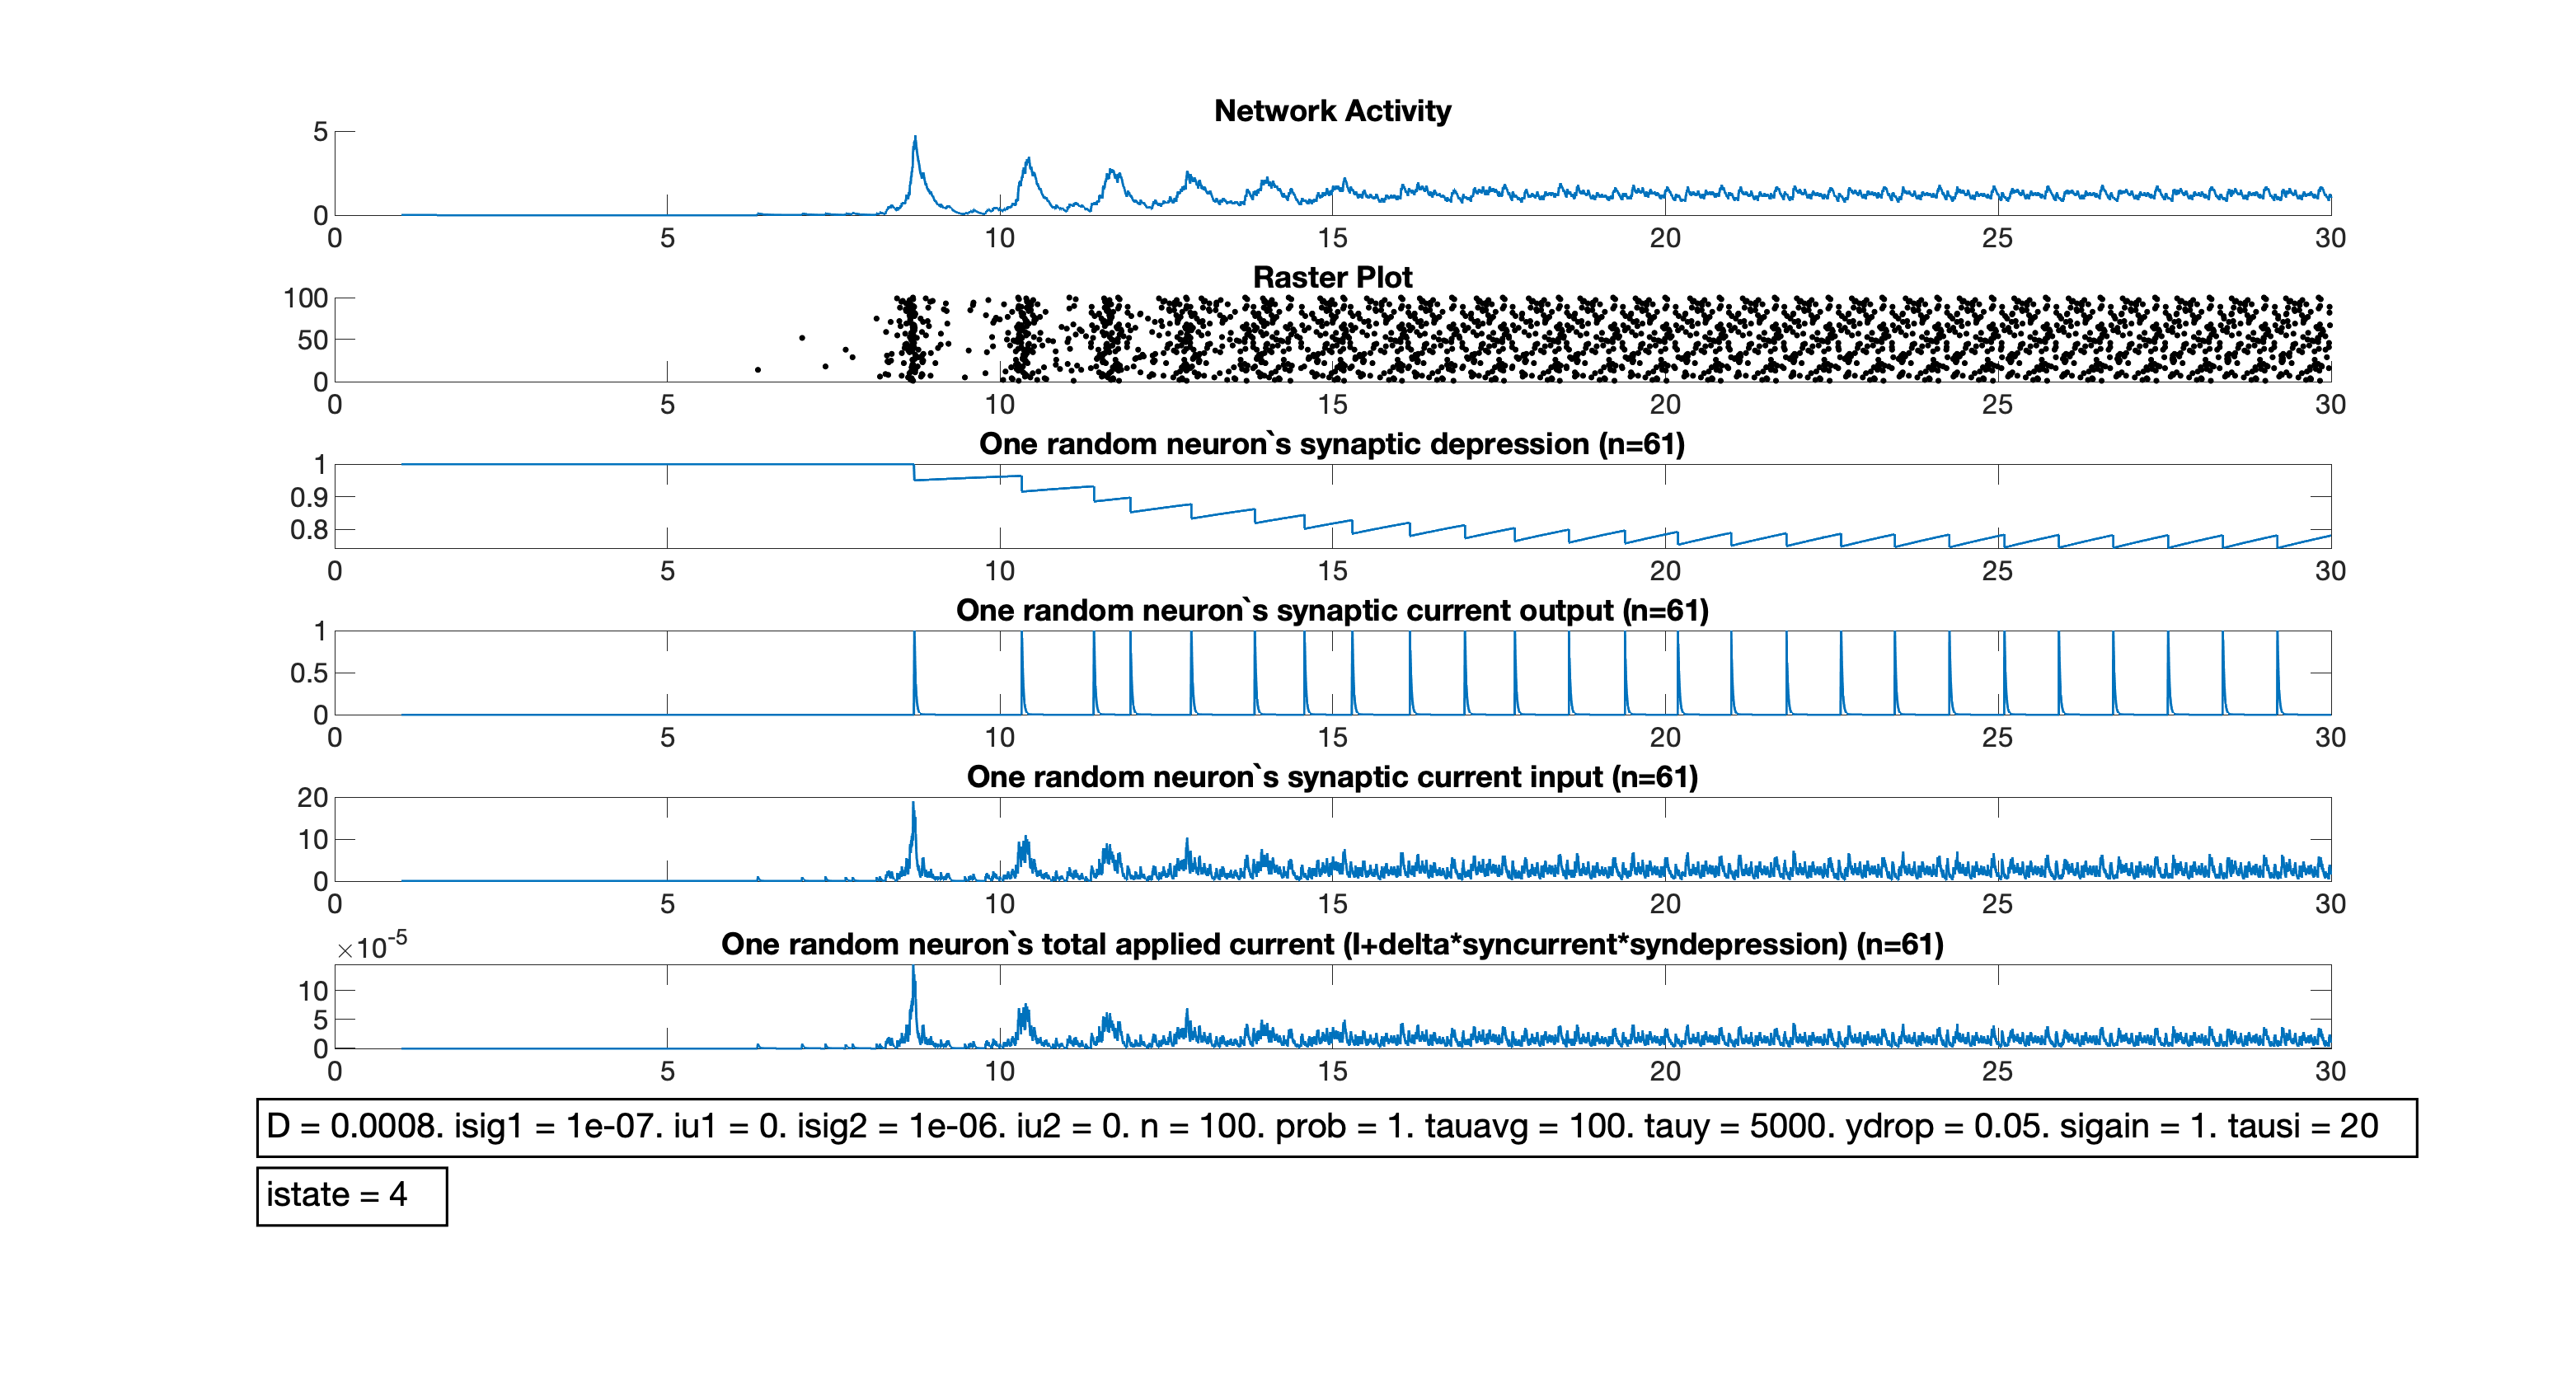 Network Activity
5
0
0 5 10 15 20 25 30
Raster Plot
100
50
0
0 5 10 15 20 25 30
One random neuron`s synaptic depression (n=61)
1
0.9
0.8
0 5 10 15 20 25 30
One random neuron`s synaptic current output (n=61)
1
0.5
0
0 5 10 15 20 25 30
One random neuron`s synaptic current input (n=61)
20
10
0
0 5 10 15 20 25 30
×10-5
One random neuron`s total applied current (I+delta*syncurrent*syndepression) (n=61)
10
5
0
0 5 10 15 20 25 30
D = 0.0008. isig1 = 1e-07. iu1 = 0. isig2 = 1e-06. iu2 = 0. n = 100. prob = 1. tauavg = 100. tauy = 5000. ydrop = 0.05. sigain = 1. tausi = 20
istate = 4